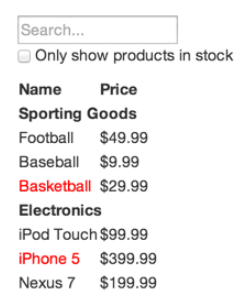 Search...
Only show products in stock
Name Price
Sporting Goods
Football $49.99
Baseball $9.99
Basketball $29.99
Electronics
iPod Touch $99.99
iPhone 5 $399.99
Nexus 7 $199.99